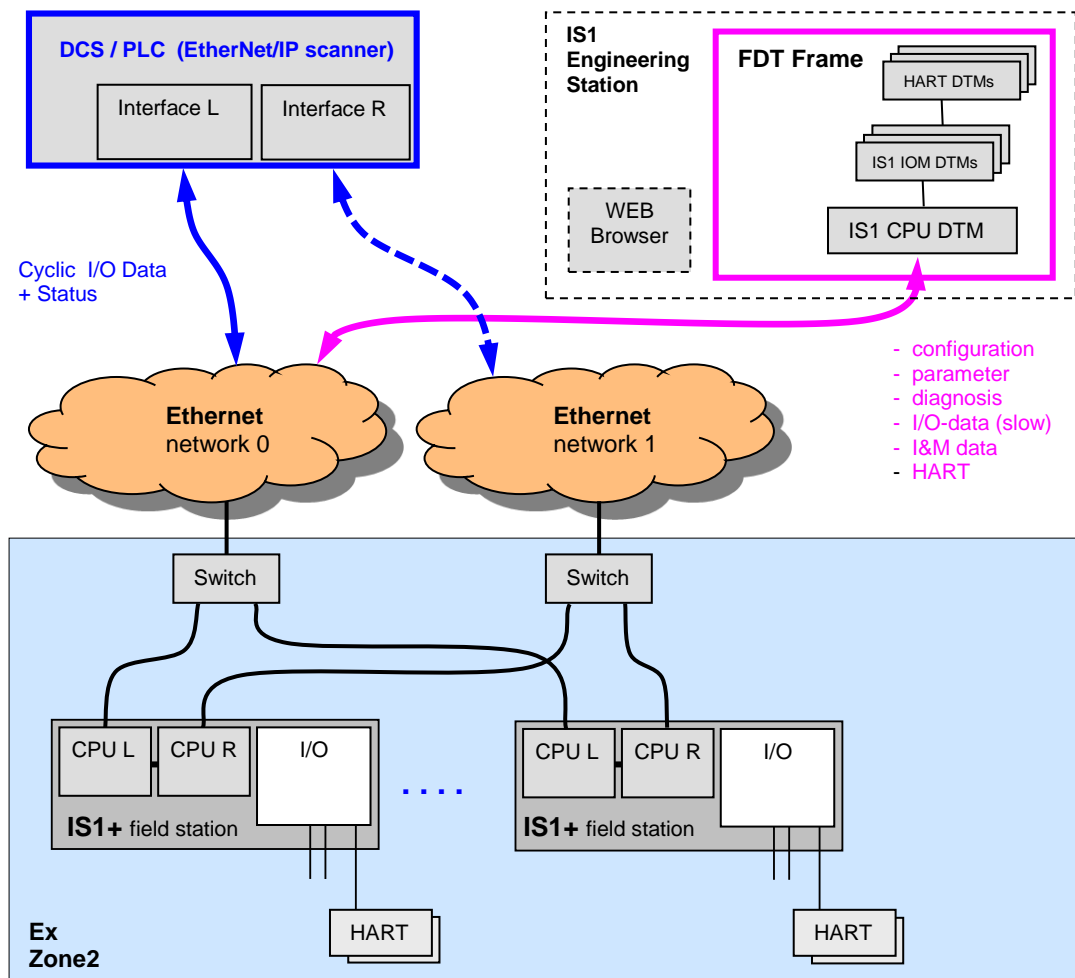 DCS / PLC (EtherNet/IP scanner)
Interface L
Interface R
IS1
Engineering
Station
FDT Frame
HART DTMs
IS1 IOM DTMs
IS1 CPU DTM
WEB
Browser
Cyclic I/O Data
+ Status
- configuration
- parameter
- diagnosis
- I/O-data (slow)
- I&M data
- HART
Ethernet
network 0
Ethernet
network 1
Switch
Switch
CPU L
CPU R
I/O
IS1+ field station
. . . .
CPU L
CPU R
I/O
IS1+ field station
HART
HART
Ex
Zone2